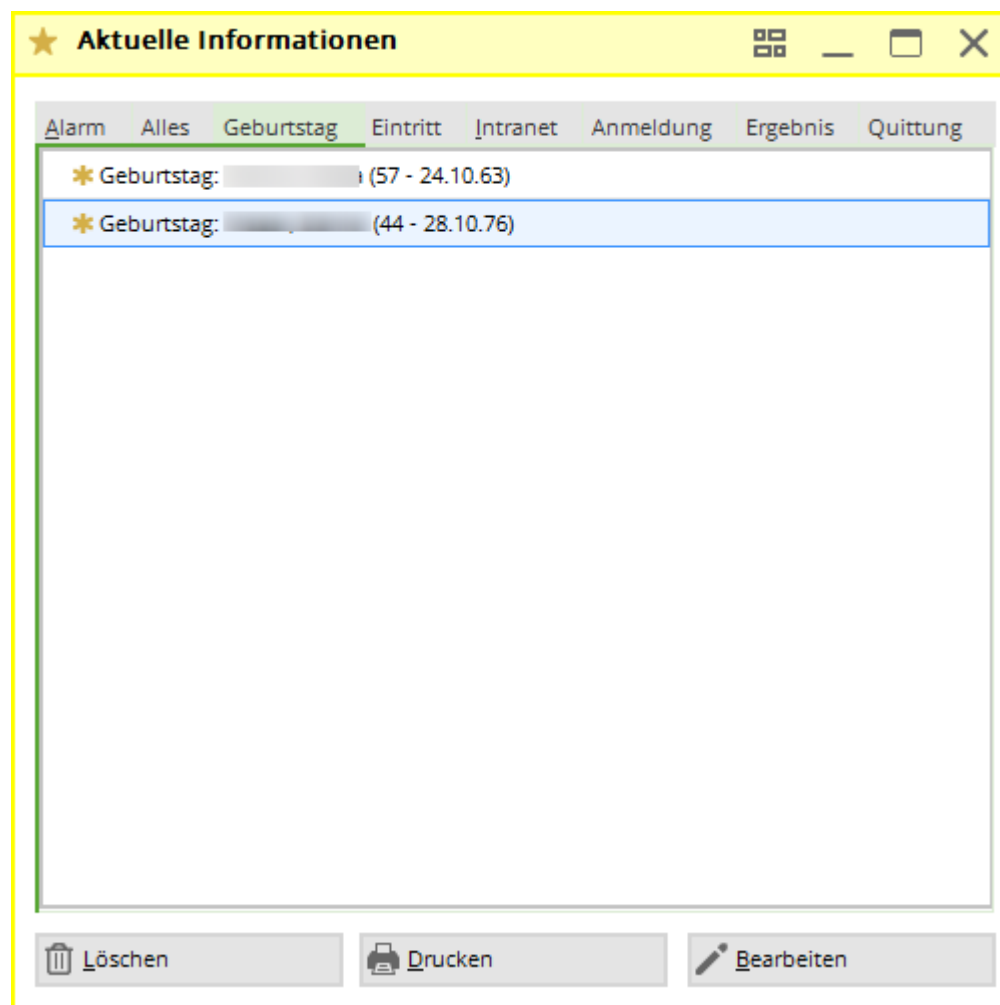 Aktuelle Informationen
Alarm Alles Geburtstag Eintritt Intranet Anmeldung Ergebnis Quittung
Geburtstag: (57 - 24.10.63)
Geburtstag: (44 - 28.10.76)
Löschen Drucken Bearbeiten